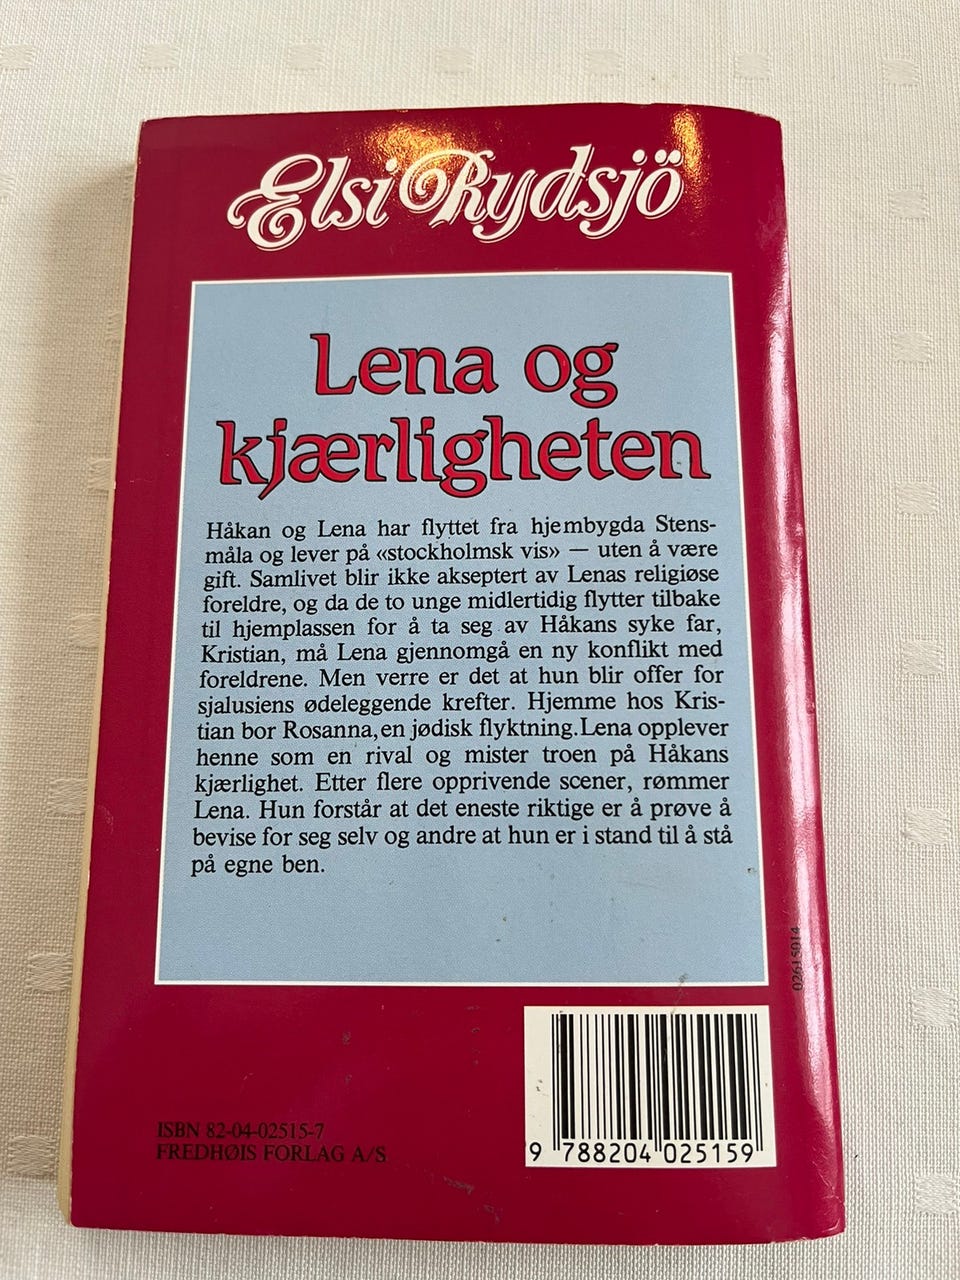 Elsi Rydsjö
Lena og
kjærligheten
Håkan og Lena har flyttet fra hjembygda Stens-
måla og lever på «stockholmsk vis» — uten å være
gift. Samlivet blir ikke akseptert av Lenas religiøse
foreldre, og da de to unge midlertidig flytter tilbake
til hjemplassen for å ta seg av Håkans syke far,
Kristian, må Lena gjennomgå en ny konflikt med
foreldrene. Men verre er det at hun blir offer for
sjalusiens ødeleggende krefter. Hjemme hos Kris-
tian bor Rosanna, en jødisk flyktning. Lena opplever
henne som en rival og mister troen på Håkans
kjærlighet. Etter flere opprivende scener, rømmer
Lena. Hun forstår at det eneste riktige er å prøve å
bevise for seg selv og andre at hun er i stand til å stå
på egne ben.
02615014
ISBN 82-04-02515-7
FREDHØIS FORLAG A/S
9 788204 025159